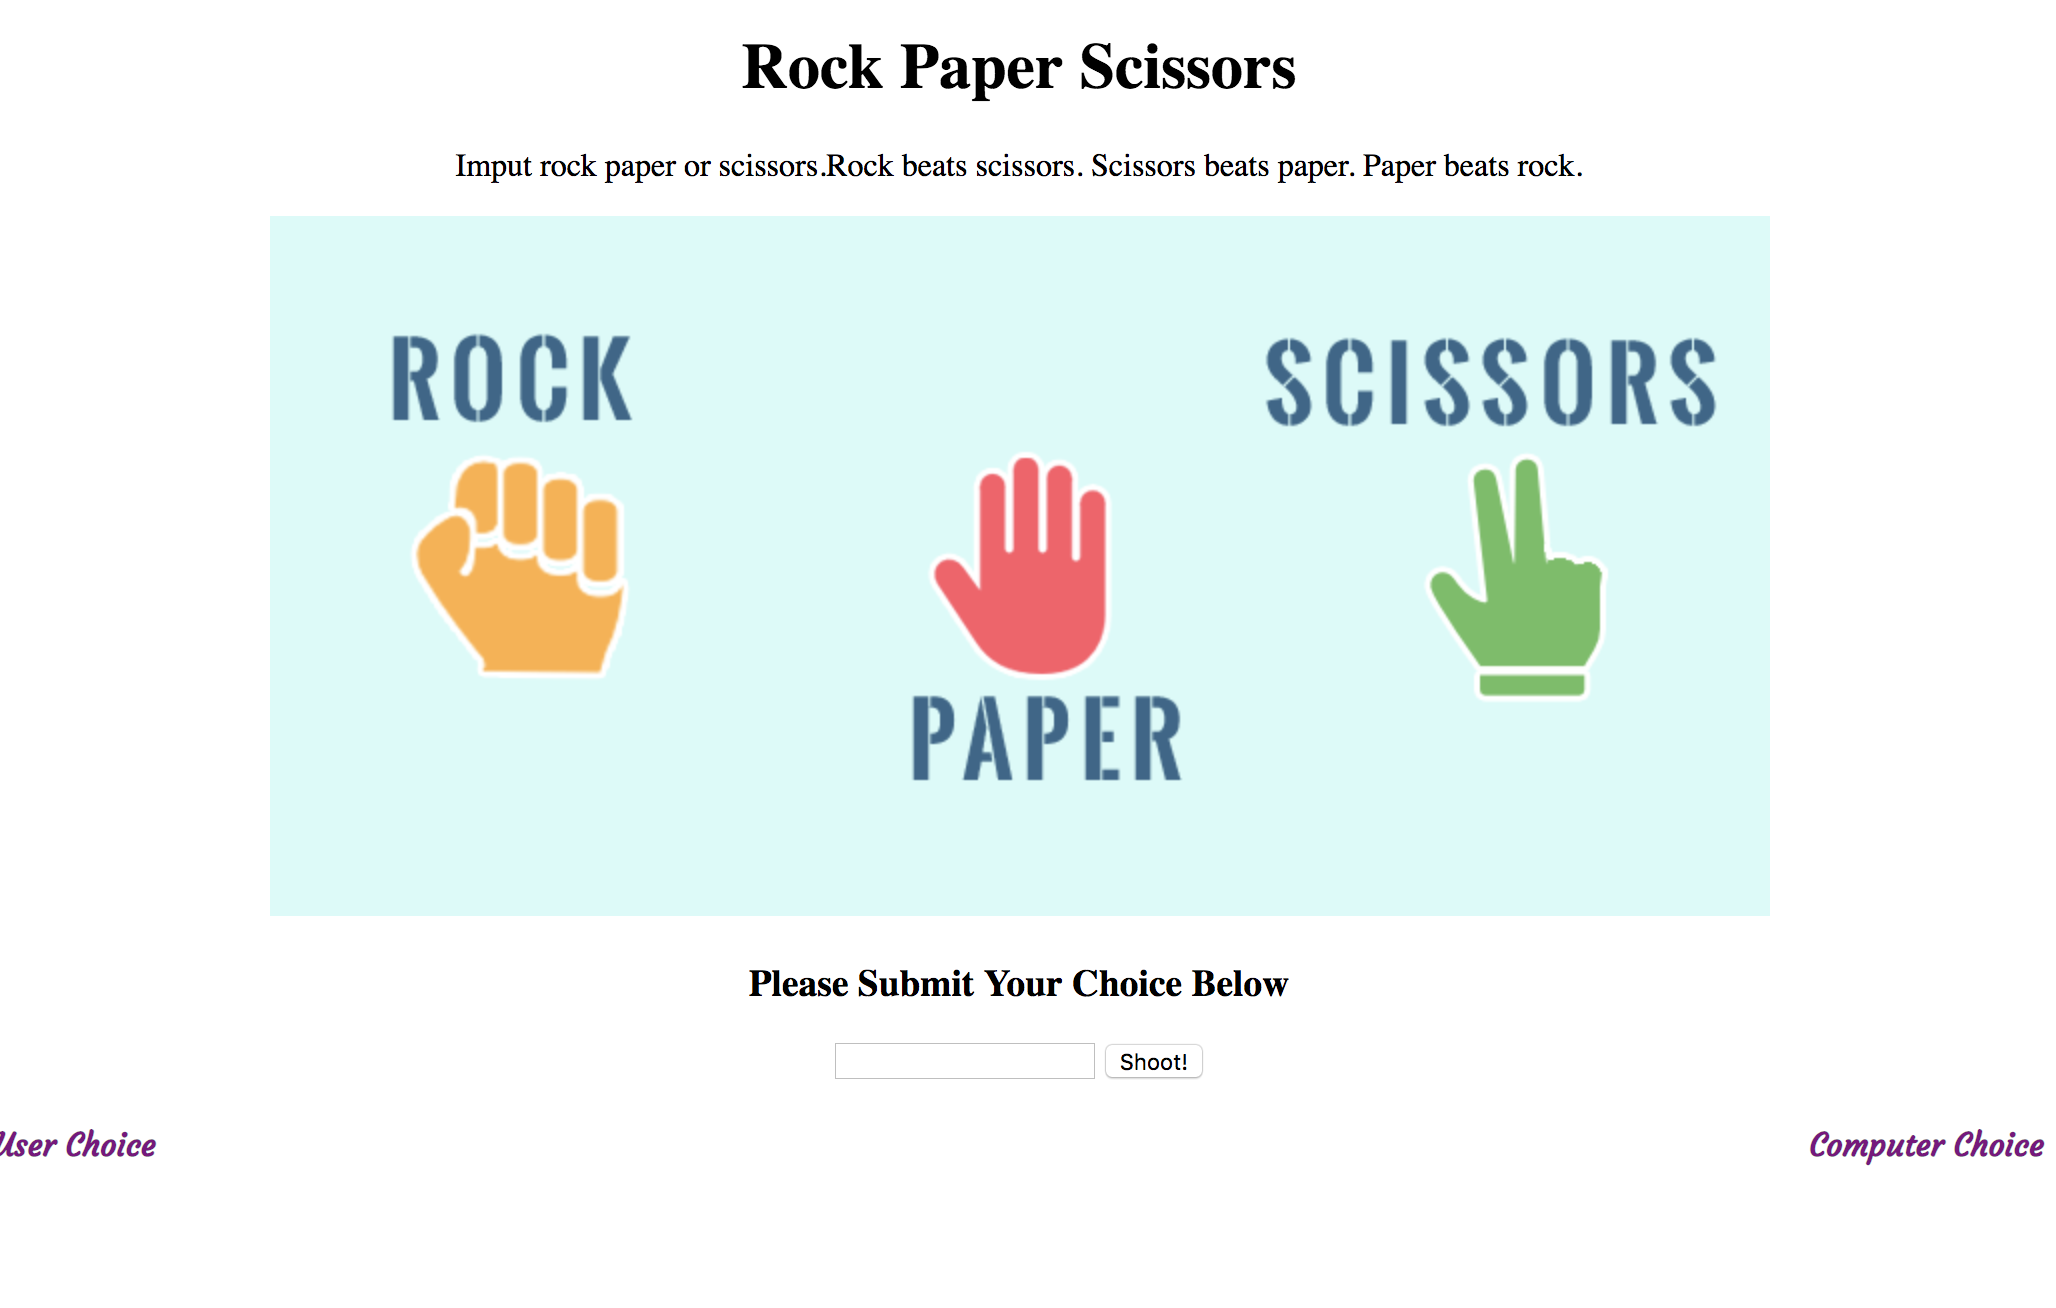 Rock Paper Scissors
Imput rock paper or scissors.Rock beats scissors. Scissors beats paper. Paper beats rock.
ROCK
SCISSORS
PAPER
Please Submit Your Choice Below
Shoot!
User Choice
Computer Choice